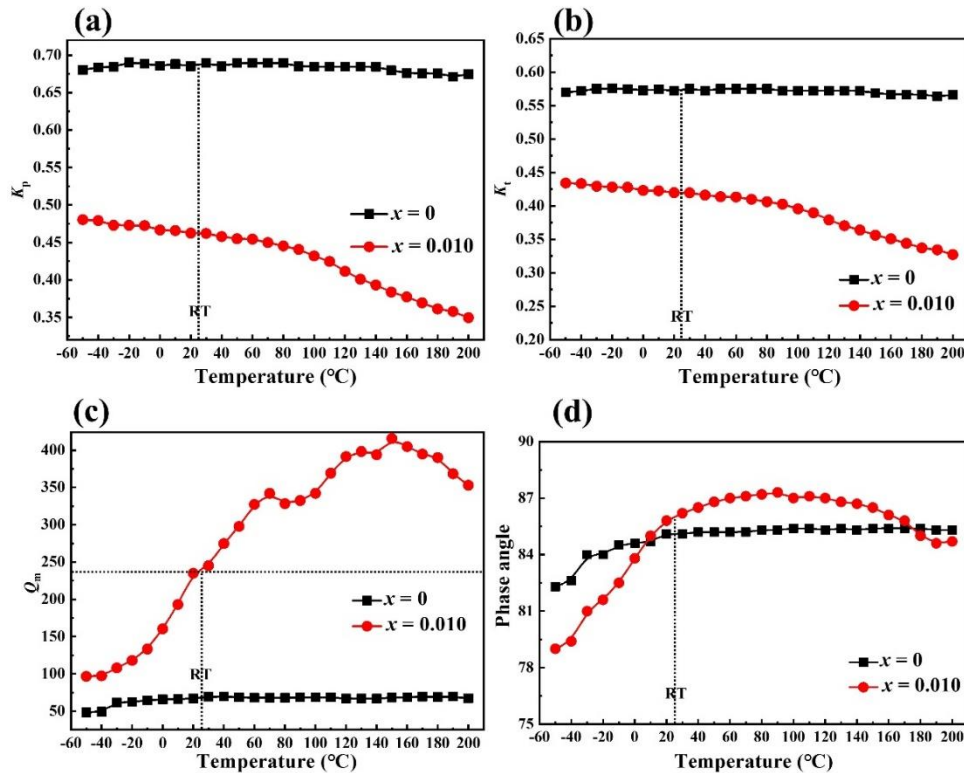 (a)
0.70
0.65
0.60
0.55
0.50
0.45
0.40
0.35
Kp
x = 0
x = 0.010
RT
-60 -40 -20 0 20 40 60 80 100 120 140 160 180 200
Temperature (°C)
(b)
0.65
0.60
0.55
0.50
0.45
0.40
0.35
0.30
0.25
0.20
Kt
x = 0
x = 0.010
RT
-60 -40 -20 0 20 40 60 80 100 120 140 160 180 200
Temperature (°C)
(c)
400
350
300
250
200
150
100
50
Qm
x = 0
x = 0.010
RT
-60 -40 -20 0 20 40 60 80 100 120 140 160 180 200
Temperature (°C)
(d)
90
87
84
81
78
75
Phase angle
x = 0
x = 0.010
RT
-60 -40 -20 0 20 40 60 80 100 120 140 160 180 200
Temperature (°C)